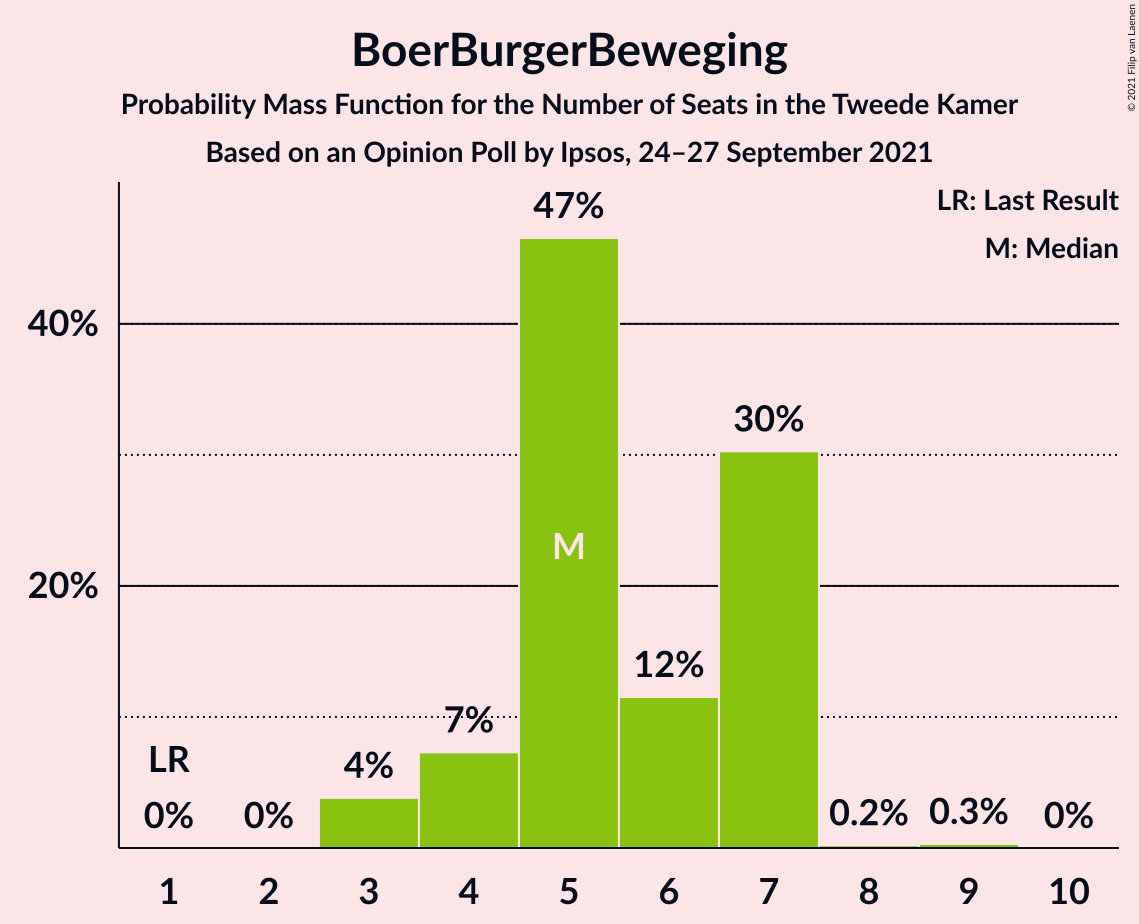 BoerBurgerBeweging
Probability Mass Function for the Number of Seats in the Tweede Kamer
Based on an Opinion Poll by Ipsos, 24–27 September 2021
© 2021 Filip van Laenen
LR: Last Result
M: Median
47%
40%
30%
M
20%
12%
7%
LR
4%
0%
0%
0.2%
0.3%
0%
1
2
3
4
5
6
7
8
9
10